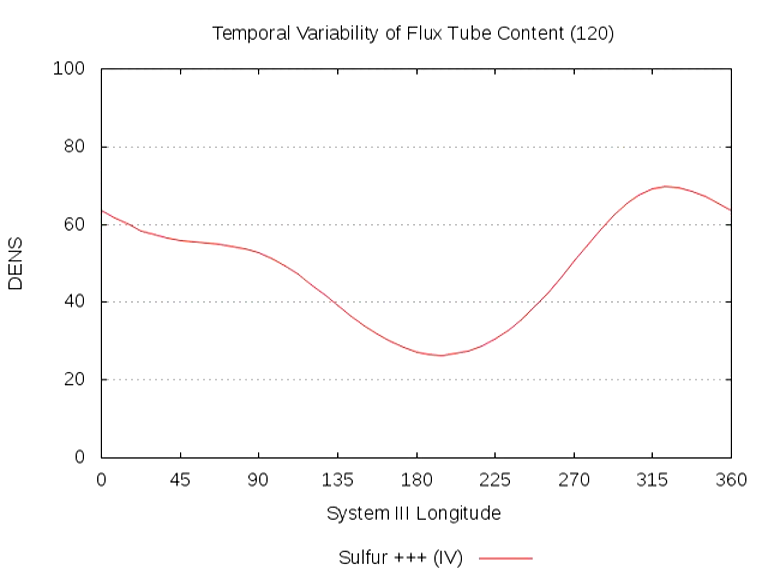 Temporal Variability of Flux Tube Content (120)
100
80
60
40
20
0
DENS
0 45 90 135 180 225 270 315 360
System III Longitude
Sulfur +++ (IV)